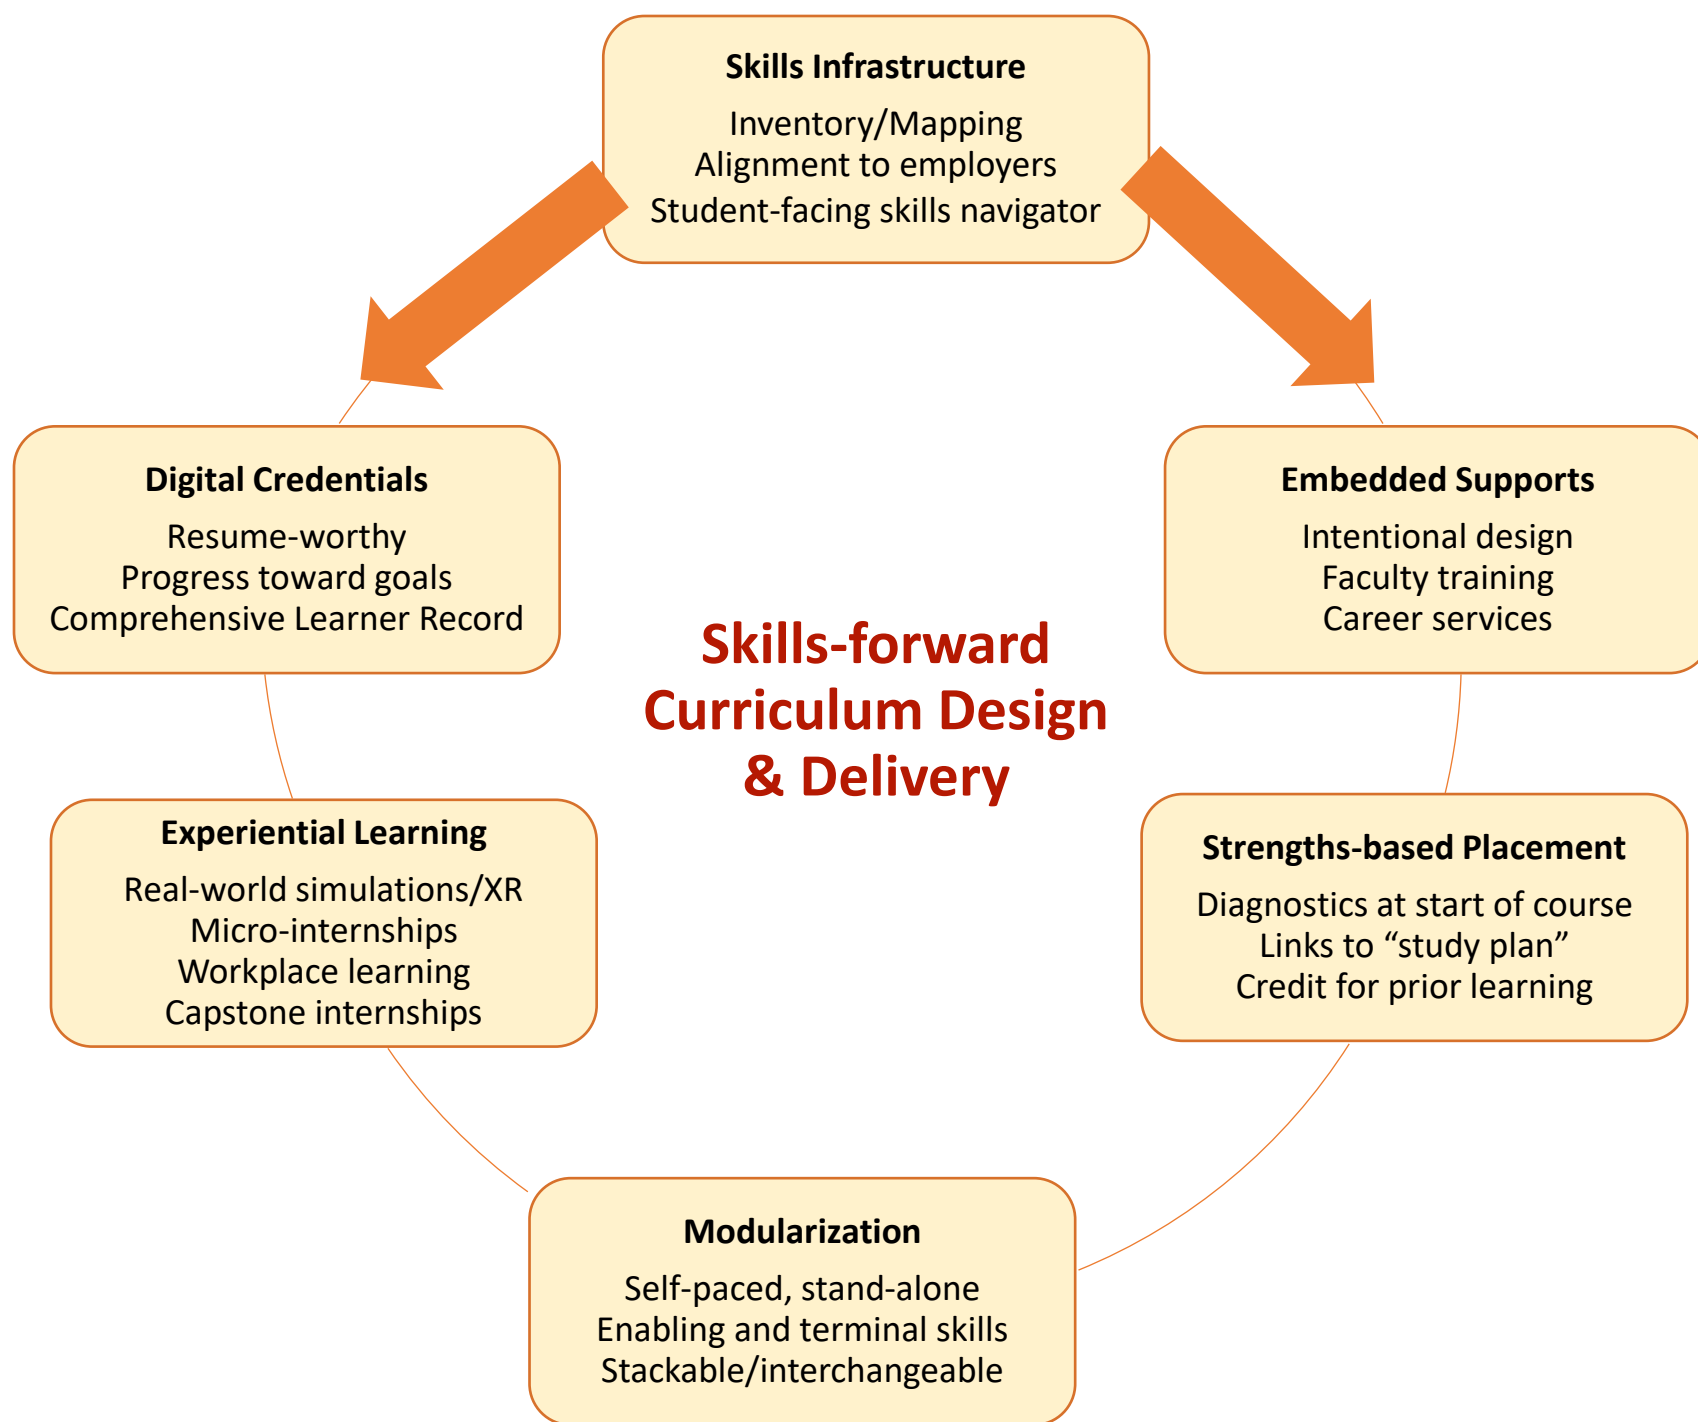 Skills Infrastructure
Inventory/Mapping
Alignment to employers
Student-facing skills navigator
Digital Credentials
Resume-worthy
Progress toward goals
Comprehensive Learner Record
Embedded Supports
Intentional design
Faculty training
Career services
Skills-forward
Curriculum Design
& Delivery
Experiential Learning
Real-world simulations/XR
Micro-internships
Workplace learning
Capstone internships
Strengths-based Placement
Diagnostics at start of course
Links to “study plan”
Credit for prior learning
Modularization
Self-paced, stand-alone
Enabling and terminal skills
Stackable/interchangeable